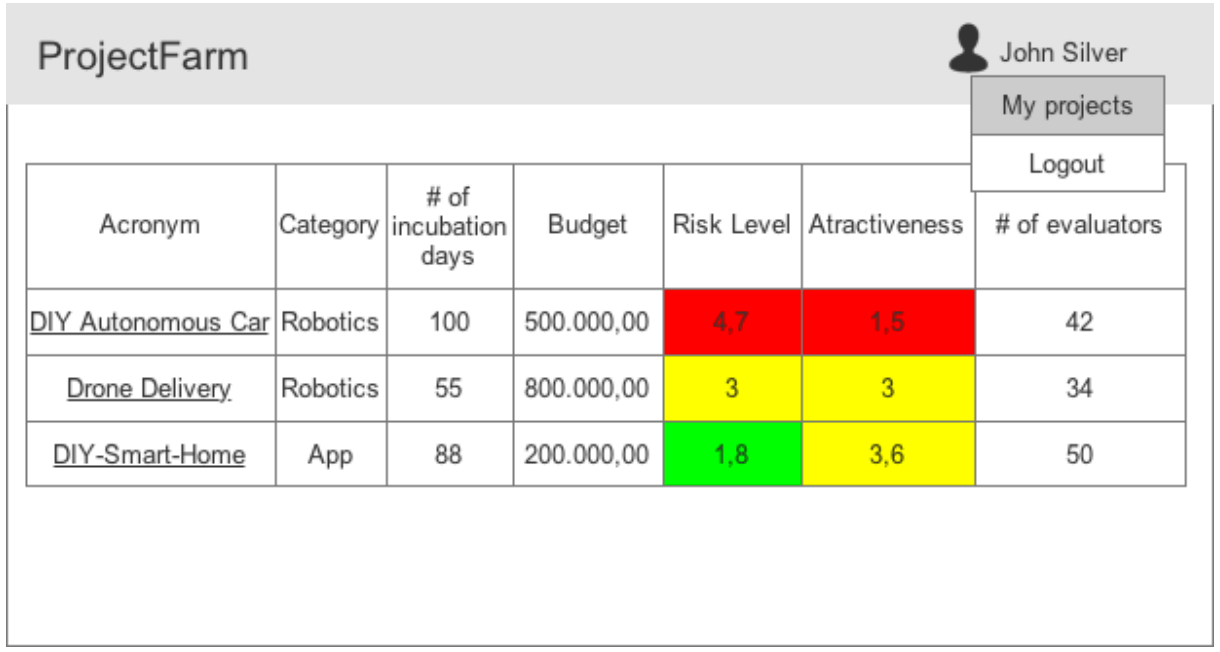 ProjectFarm
John Silver
My projects
Logout
Acronym Category # of incubation days Budget Risk Level Atractiveness # of evaluators
DIY Autonomous Car Robotics 100 500.000,00 4,7 1,5 42
Drone Delivery Robotics 55 800.000,00 3 3 34
DIY-Smart-Home App 88 200.000,00 1,8 3,6 50